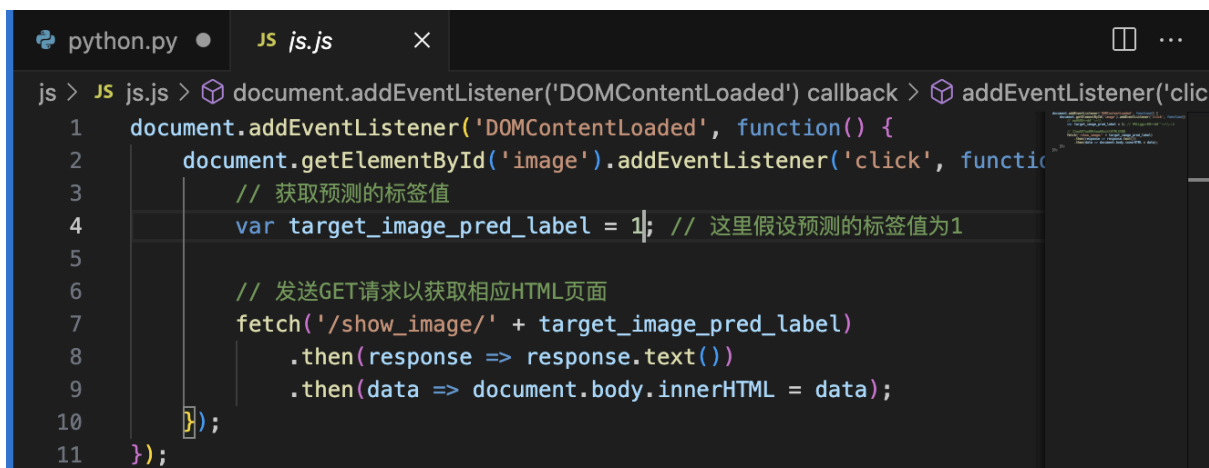 python.py
JS js.js
js > JS js.js > document.addEventListener('DOMContentLoaded') callback > addEventListener('clic
1 document.addEventListener('DOMContentLoaded', function() {
2 document.getElementById('image').addEventListener('click', functio
3 // 获取预测的标签值
4 var target_image_pred_label = 1; // 这里假设预测的标签值为1
5
6 // 发送GET请求以获取相应HTML页面
7 fetch('/show_image/' + target_image_pred_label)
8 .then(response => response.text())
9 .then(data => document.body.innerHTML = data);
10 });
11 });